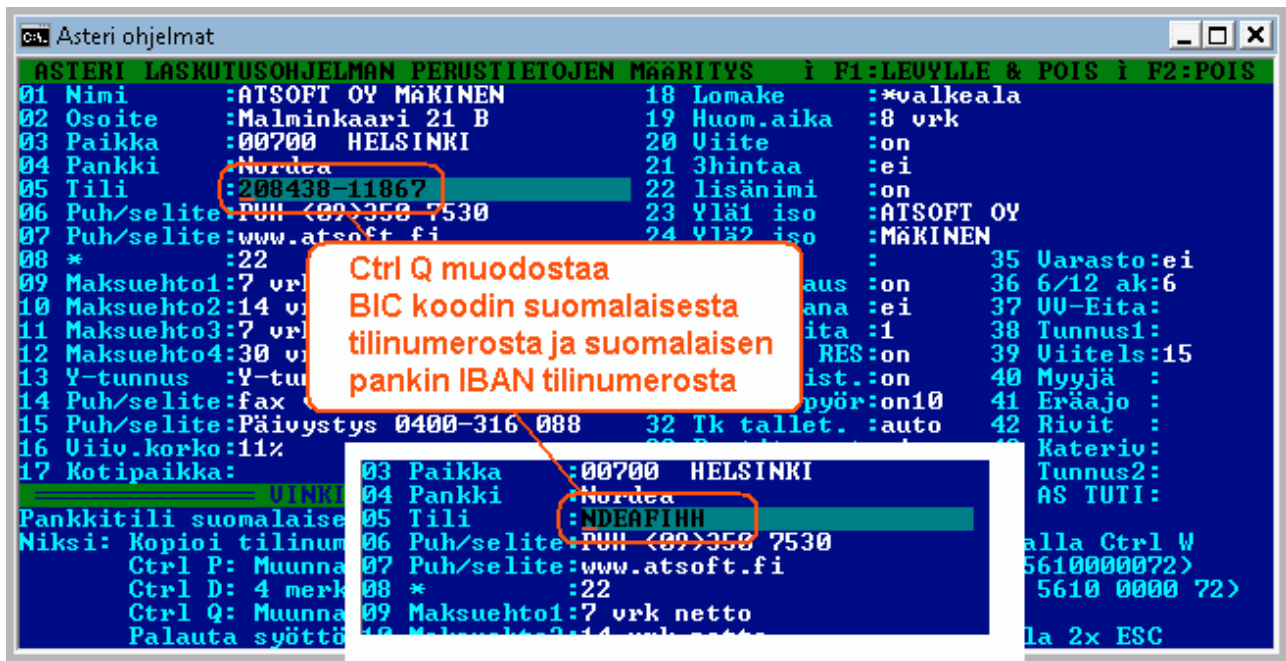 Asteri ohjelmat
ASTERI LASKUTUSOHJELMAN PERUSTIETOJEN MääRITYS ì F1:LEVYLLE & POIS ì F2:POIS
01 Nimi :ATSOFT OY MäKINEN 18 Lomake :*valkeala
02 Osoite :Malminkaari 21 B 19 Huom.aika :8 vrk
03 Paikka :00700 HELSINKI 20 Viite :on
04 Pankki :Nordea 21 3hintaa :ei
05 Tili :208438-11867 22 lisänimi :on
06 Puh/selite:PUH (09)350 7530 23 Ylä1 iso :ATSOFT OY
07 Puh/selite:www.atsoft.fi 24 Ylä2 iso :MäKINEN
08 * :22 : 35 Varasto:ei
09 Maksuehto1:7 vr aus :on 36 6/12 ak:6
10 Maksuehto2:14 v ana :ei 37 VV-Eita:
11 Maksuehto3:7 vr ita :1 38 Tunnus1:
12 Maksuehto4:30 v RES:on 39 Viitels:15
13 Y-tunnus :Y-tu ist.:on 40 Myyjä :
14 Puh/selite:fax pyör:on10 41 Eräajo :
15 Puh/selite:Päivystys 0400-316 088 32 Tk tallet. :auto 42 Rivit :
16 Viiv.korko:11% Kateriv:
17 Kotipaikka: Tunnus2:
VINKI AS TUTI:
Pankkitili suomalaise
Niksi: Kopioi tilinum alla Ctrl W
Ctrl P: Muunna 5610000072)
Ctrl D: 4 merk 5610 0000 72)
Ctrl Q: Muunna
Palauta syöttö la 2x ESC
Ctrl Q muodostaa
BIC koodin suomalaisesta
tilinumerosta ja suomalaisen
pankin IBAN tilinumerosta
03 Paikka :00700 HELSINKI
04 Pankki :Nordea
05 Tili :NDEAFIHH
06 Puh/selite:PUH (09)350 7530
07 Puh/selite:www.atsoft.fi
08 * :22
09 Maksuehto1:7 vrk netto